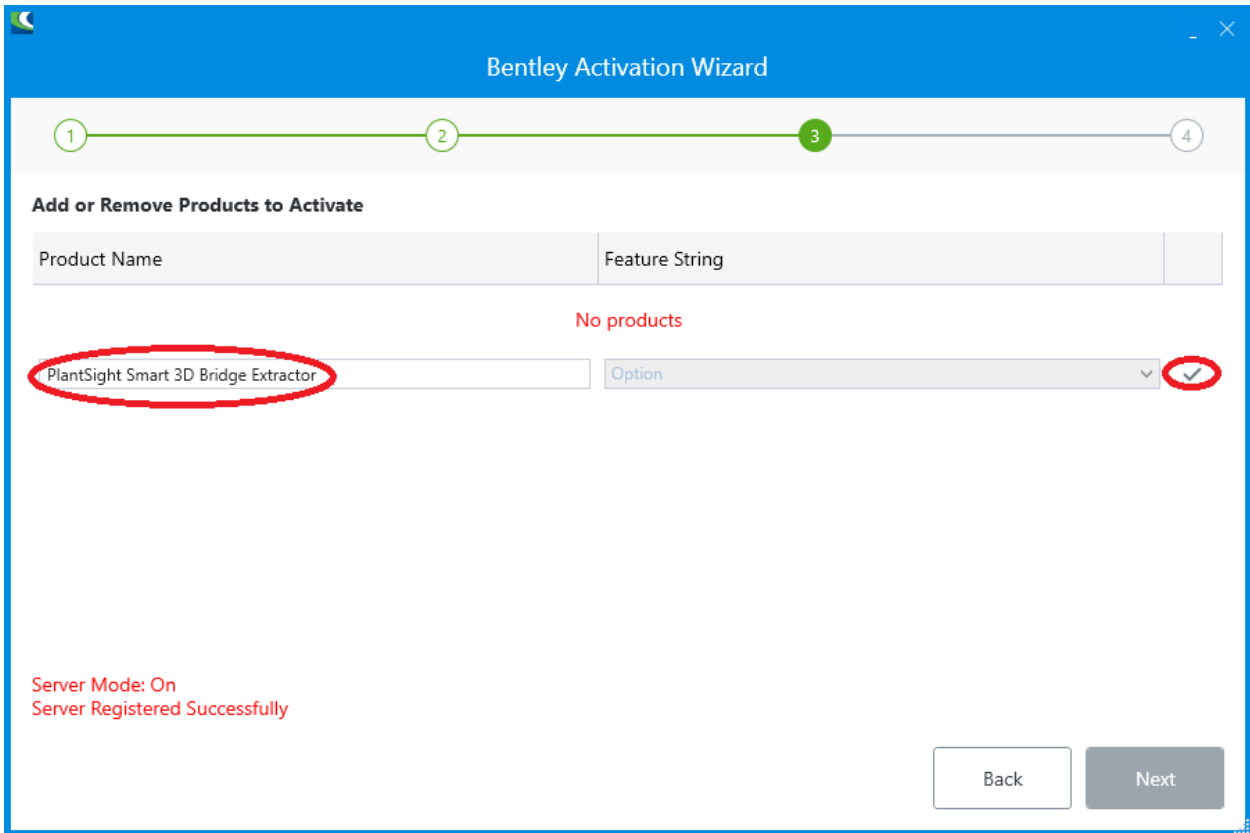 Bentley Activation Wizard
1 2 3 4
Add or Remove Products to Activate
Product Name Feature String
No products
PlantSight Smart 3D Bridge Extractor Option
Server Mode: On
Server Registered Successfully
Back Next